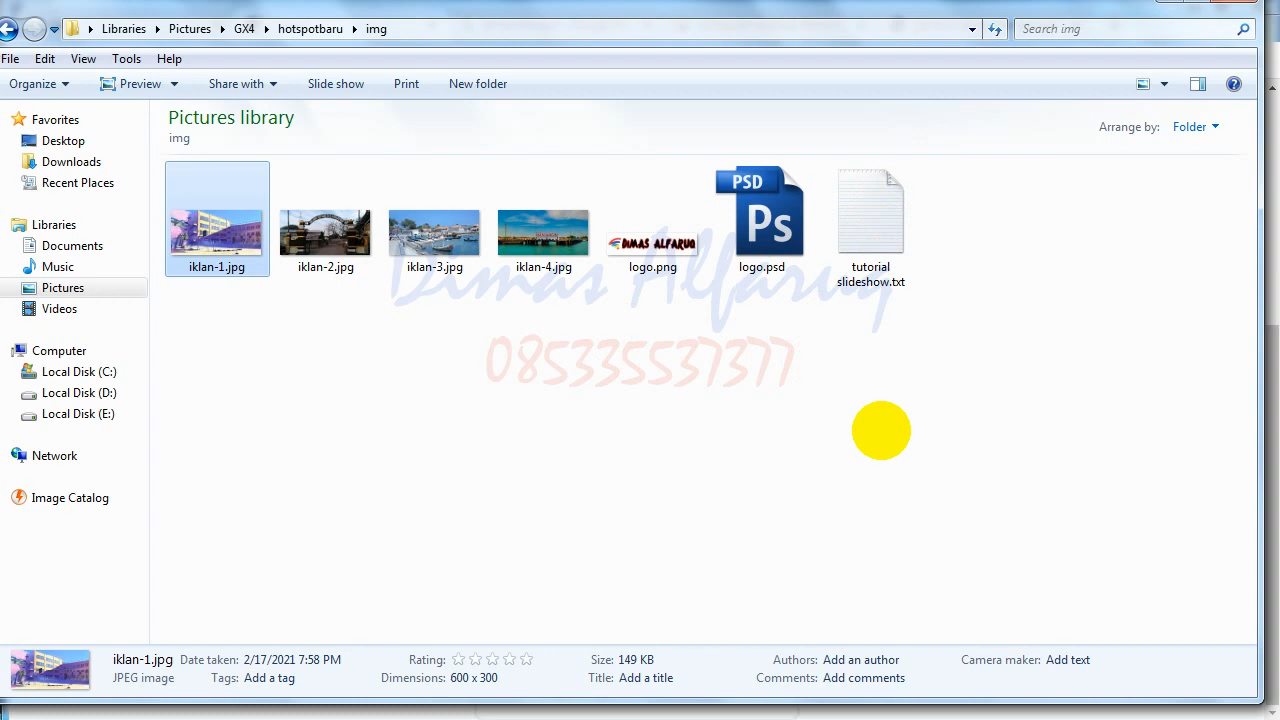 Libraries ▸ Pictures ▸ GX4 ▸ hotspotbaru ▸ img
Search img
File Edit View Tools Help
Organize Preview Share with Slide show Print New folder
Pictures library
img
Arrange by: Folder
Favorites
Desktop
Downloads
Recent Places
Libraries
Documents
Music
Pictures
Videos
Computer
Local Disk (C:)
Local Disk (D:)
Local Disk (E:)
Network
Image Catalog
DIMAS ALFARUQ
PSD
Ps
iklan-1.jpg
iklan-2.jpg
iklan-3.jpg
iklan-4.jpg
logo.png
logo.psd
tutorial
slideshow.txt
Dimas Alfaruq
085335537377
iklan-1.jpg Date taken: 2/17/2021 7:58 PM Rating: Size: 149 KB Authors: Add an author Camera maker: Add text
JPEG image Tags: Add a tag Dimensions: 600 x 300 Title: Add a title Comments: Add comments